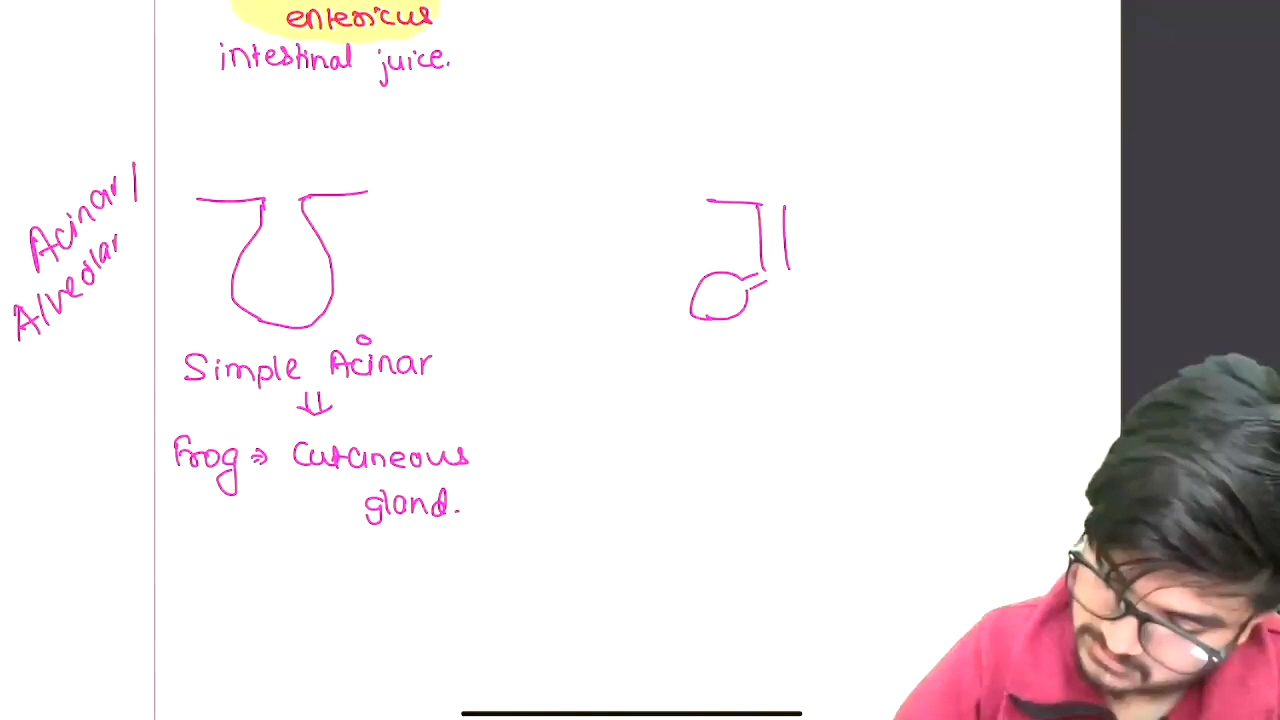 entericus
intestinal juice.
Acinar /
Alveolar
Simple Acinar
⇓
Frog ⇒ Cutaneous
gland.